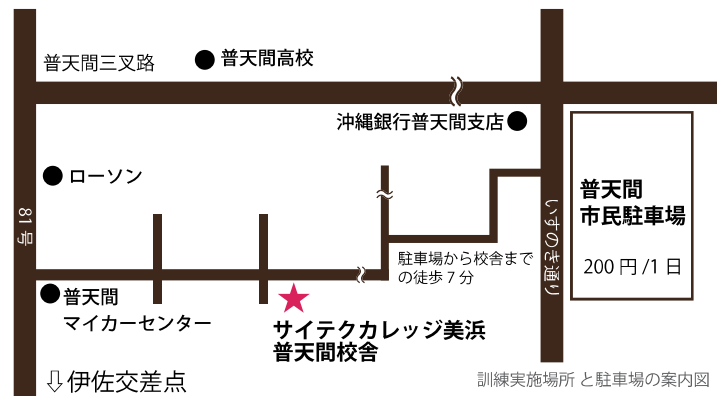 普天間三叉路
普天間高校
沖縄銀行普天間支店
ローソン
81号
いすのき通り
普天間
市民駐車場
200円/1日
駐車場から校舎まで
の徒歩7分
普天間
マイカーセンター
サイテクカレッジ美浜
普天間校舎
⇩伊佐交差点
訓練実施場所と駐車場の案内図